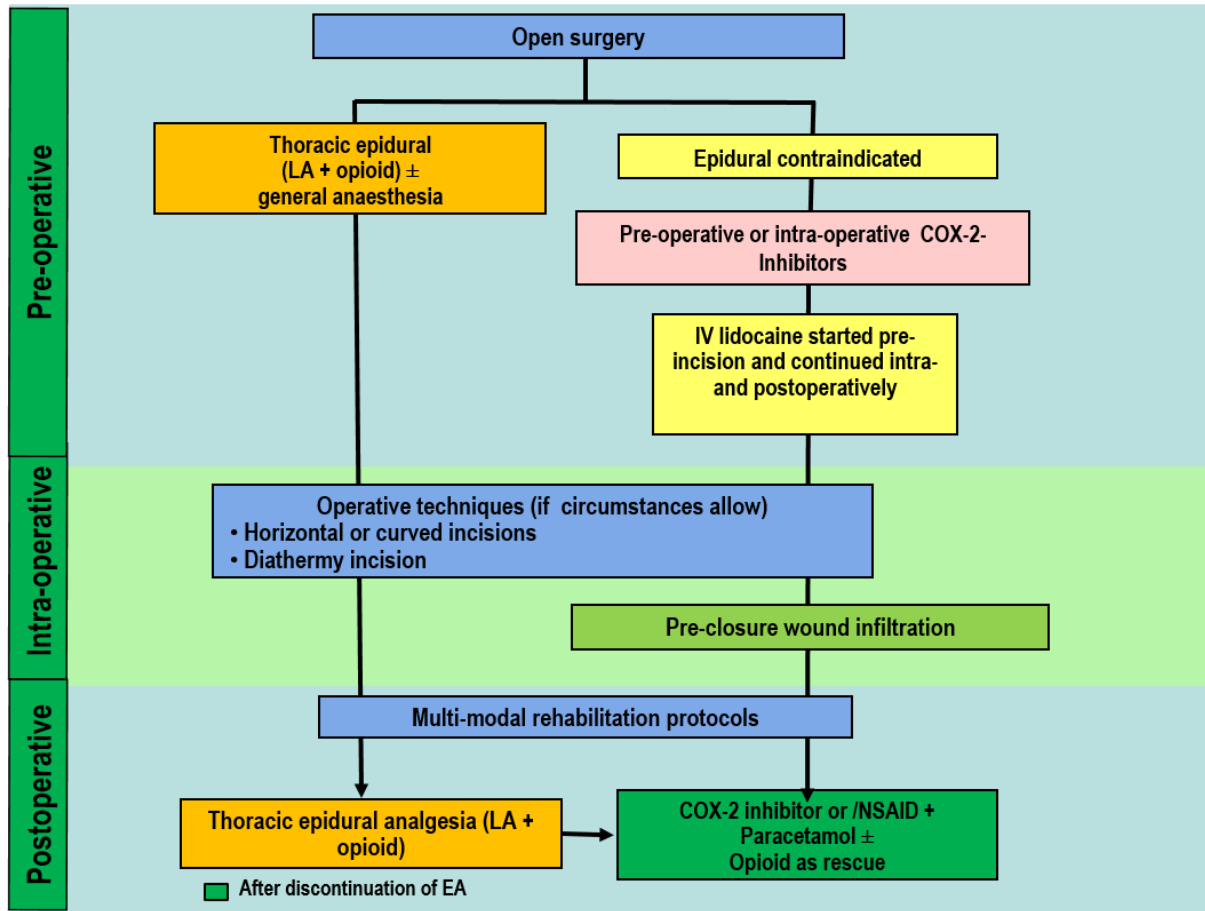 Pre-operative
Open surgery
Thoracic epidural
(LA + opioid) ±
general anaesthesia
Epidural contraindicated
Pre-operative or intra-operative COX-2-
Inhibitors
IV lidocaine started pre-
incision and continued intra-
and postoperatively
Intra-operative
Operative techniques (if circumstances allow)
• Horizontal or curved incisions
• Diathermy incision
Pre-closure wound infiltration
Postoperative
Multi-modal rehabilitation protocols
Thoracic epidural analgesia (LA +
opioid)
COX-2 inhibitor or /NSAID +
Paracetamol ±
Opioid as rescue
After discontinuation of EA